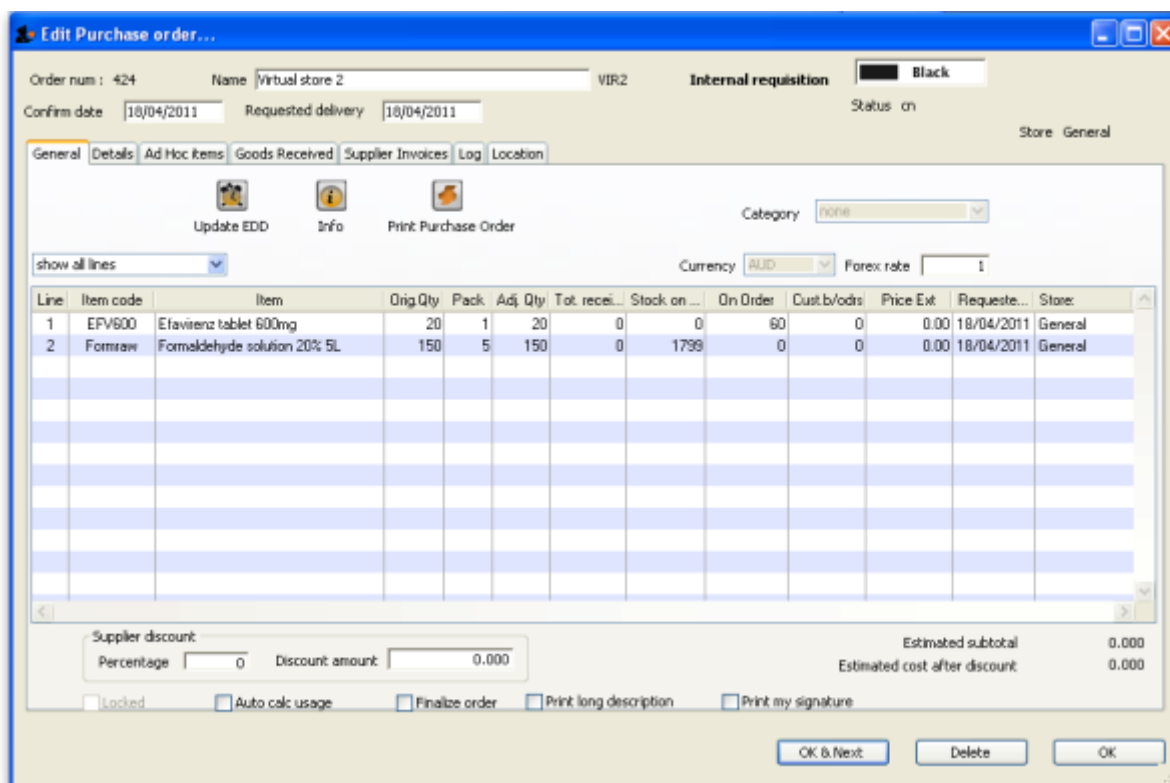 Edit Purchase order...
Order num : 424 Name Virtual store 2 VIR2 Internal requisition Black
Confirm date 18/04/2011 Requested delivery 18/04/2011 Status cn
Store General
General Details Ad Hoc items Goods Received Supplier Invoices Log Location
Update EDD Info Print Purchase Order Category none
show all lines Currency AUD Forex rate 1
Line Item code Item Orig.Qty Pack Adj. Qty Tot. recei... Stock on ... On Order Cust.b/odrs Price Ext Requeste... Store:
1 EFV600 Efavirenz tablet 600mg 20 1 20 0 0 60 0 0.00 18/04/2011 General
2 Formraw Formaldehyde solution 20% 5L 150 5 150 0 1799 0 0 0.00 18/04/2011 General
Supplier discount
Percentage 0 Discount amount 0.000
Estimated subtotal 0.000
Estimated cost after discount 0.000
Locked Auto calc usage Finalize order Print long description Print my signature
OK & Next Delete OK